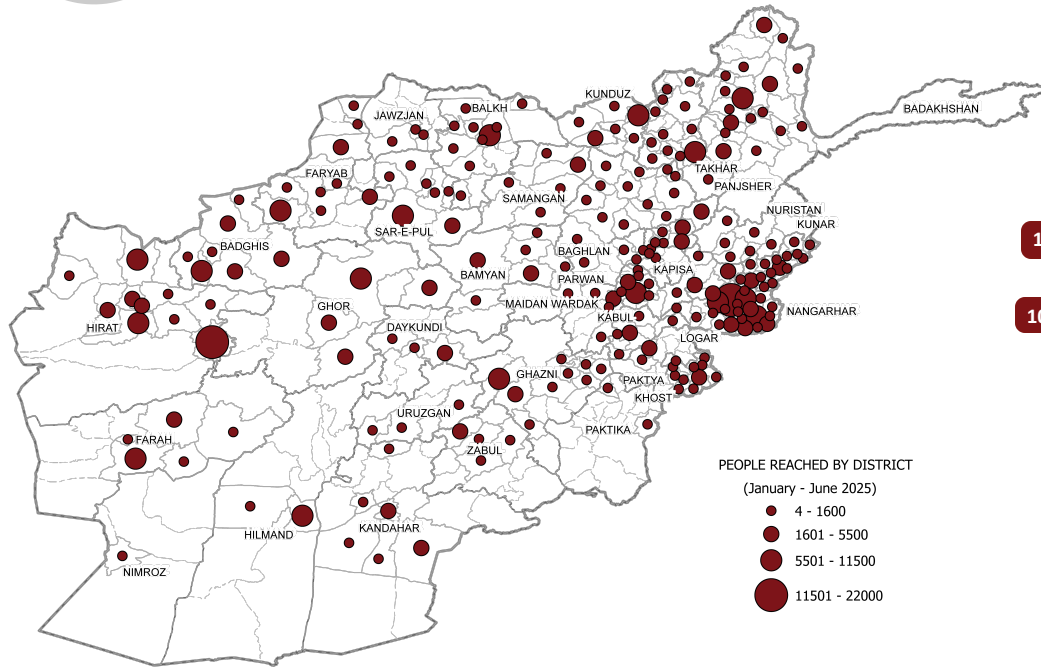 KUNDUZ
BALKH
BADAKHSHAN
JAWZJAN
TAKHAR
FARYAB
PANJSHER
SAMANGAN
NURISTAN
KUNAR
SAR-E-PUL
BADGHIS
BAGHLAN
KAPISA
BAMYAN
PARWAN
MAIDAN WARDAK
GHOR
NANGARHAR
KABUL
HIRAT
DAYKUNDI
LOGAR
GHAZNI
PAKTYA
KHOST
URUZGAN
PAKTIKA
FARAH
ZABUL
PEOPLE REACHED BY DISTRICT
(January - June 2025)
4 - 1600
1601 - 5500
5501 - 11500
11501 - 22000
KANDAHAR
HILMAND
NIMROZ
1
10